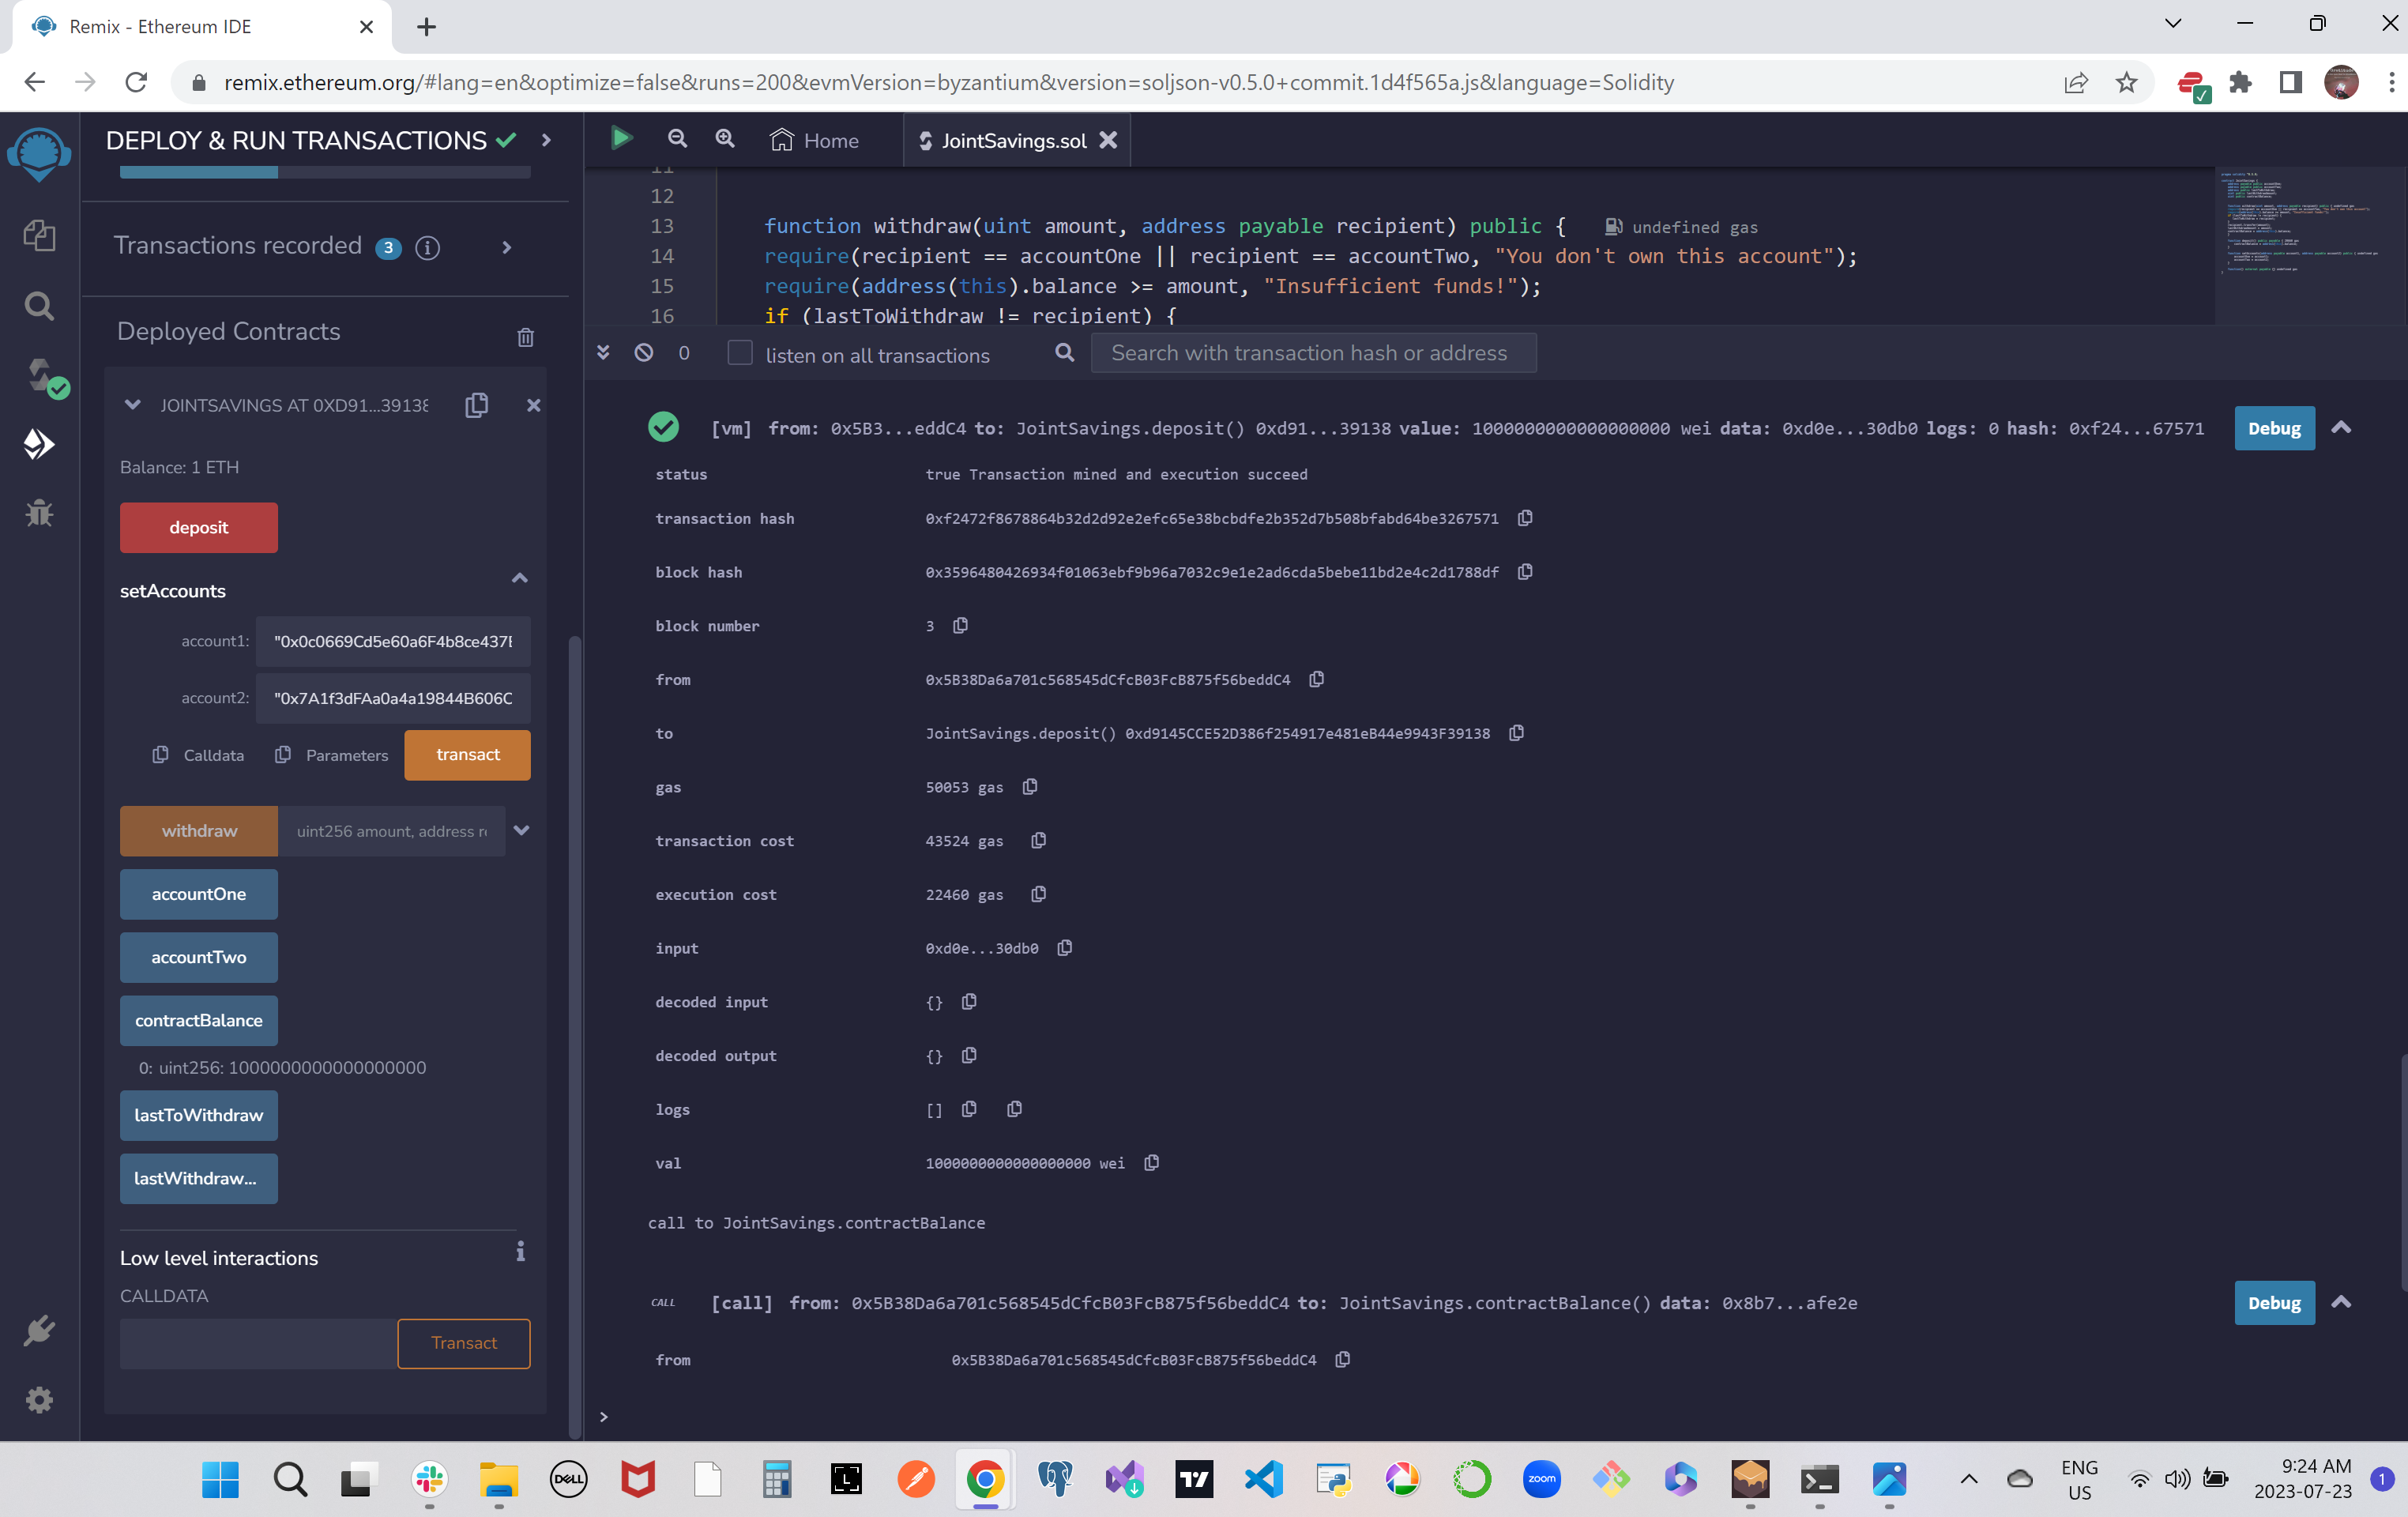 Remix - Ethereum IDE
remix.ethereum.org/#lang=en&optimize=false&runs=200&evmVersion=byzantium&version=soljson-v0.5.0+commit.1d4f565a.js&language=Solidity
DEPLOY & RUN TRANSACTIONS
Home
JointSavings.sol
Transactions recorded 3
Deployed Contracts
JOINTSAVINGS AT 0XD91...39138
Balance: 1 ETH
deposit
setAccounts
account1: "0x0c0669Cd5e60a6F4b8ce437E
account2: "0x7A1f3dFAa0a4a19844B606C
Calldata Parameters transact
withdraw uint256 amount, address re
accountOne
accountTwo
contractBalance
0: uint256: 1000000000000000000
lastToWithdraw
lastWithdraw...
Low level interactions
CALLDATA
Transact
11
12
13 function withdraw(uint amount, address payable recipient) public { undefined gas
14 require(recipient == accountOne || recipient == accountTwo, "You don't own this account");
15 require(address(this).balance >= amount, "Insufficient funds!");
16 if (lastToWithdraw != recipient) {
0 listen on all transactions Search with transaction hash or address
[vm] from: 0x5B3...eddC4 to: JointSavings.deposit() 0xd91...39138 value: 1000000000000000000 wei data: 0xd0e...30db0 logs: 0 hash: 0xf24...67571 Debug
status true Transaction mined and execution succeed
transaction hash 0xf2472f8678864b32d2d92e2efc65e38bcbdfe2b352d7b508bfabd64be3267571
block hash 0x3596480426934f01063ebf9b96a7032c9e1e2ad6cda5bebe11bd2e4c2d1788df
block number 3
from 0x5B38Da6a701c568545dCfcB03FcB875f56beddC4
to JointSavings.deposit() 0xd9145CCE52D386f254917e481eB44e9943F39138
gas 50053 gas
transaction cost 43524 gas
execution cost 22460 gas
input 0xd0e...30db0
decoded input {}
decoded output {}
logs []
val 1000000000000000000 wei
call to JointSavings.contractBalance
CALL [call] from: 0x5B38Da6a701c568545dCfcB03FcB875f56beddC4 to: JointSavings.contractBalance() data: 0x8b7...afe2e Debug
from 0x5B38Da6a701c568545dCfcB03FcB875f56beddC4
>
DELL
L
zoom
ENG
US
9:24 AM
2023-07-23
1